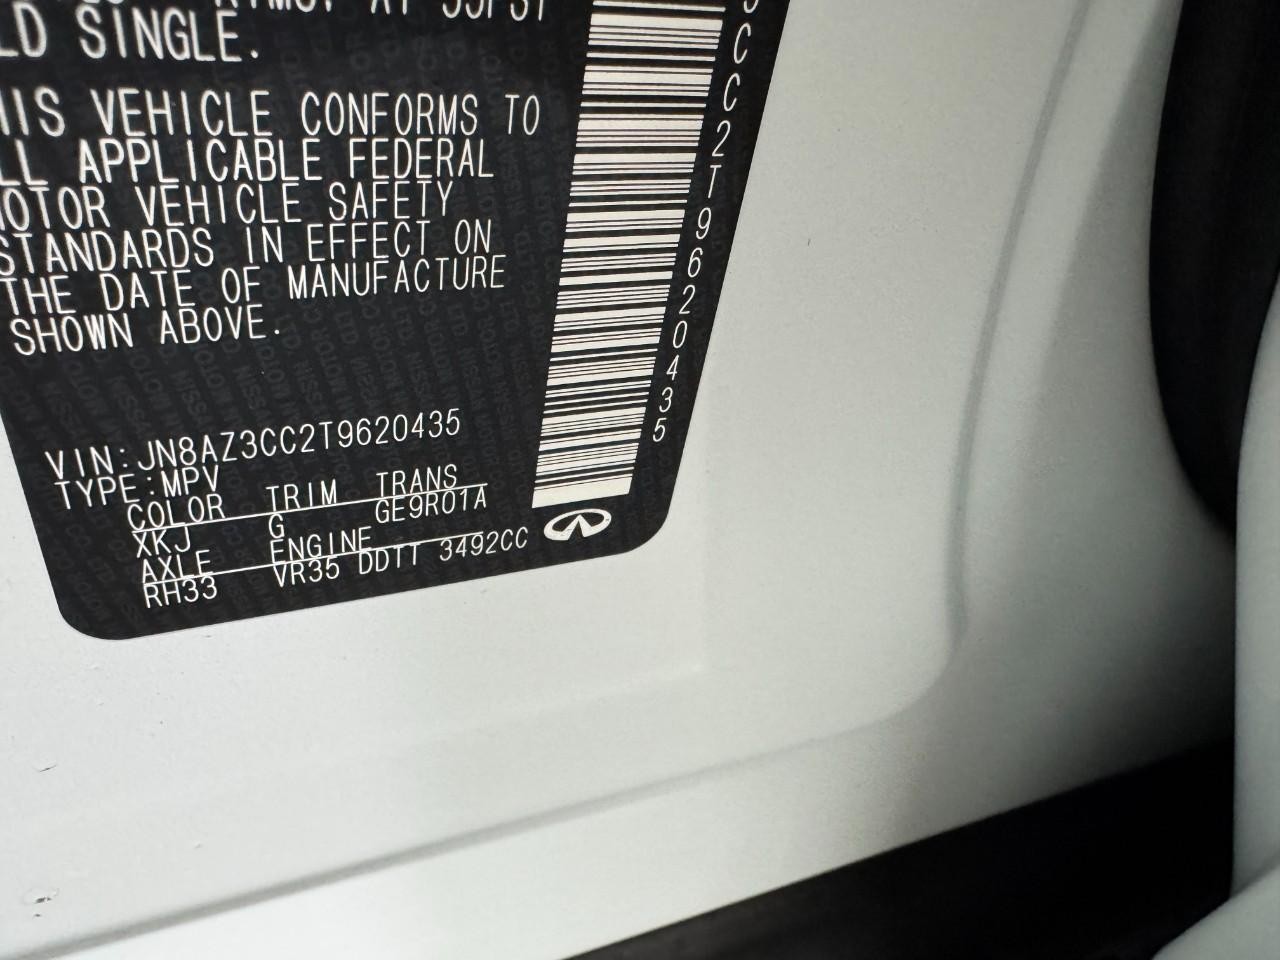 LD SINGLE.
HIS VEHICLE CONFORMS TO
LL APPLICABLE FEDERAL
MOTOR VEHICLE SAFETY
STANDARDS IN EFFECT ON
THE DATE OF MANUFACTURE
SHOWN ABOVE.
VIN:JN8AZ3CC2T9620435
TYPE:MPV
COLOR TRIM TRANS
XKJ G GE9R01A
AXLE ENGINE
RH33 VR35 DDTT 3492CC
3CC2T9620435